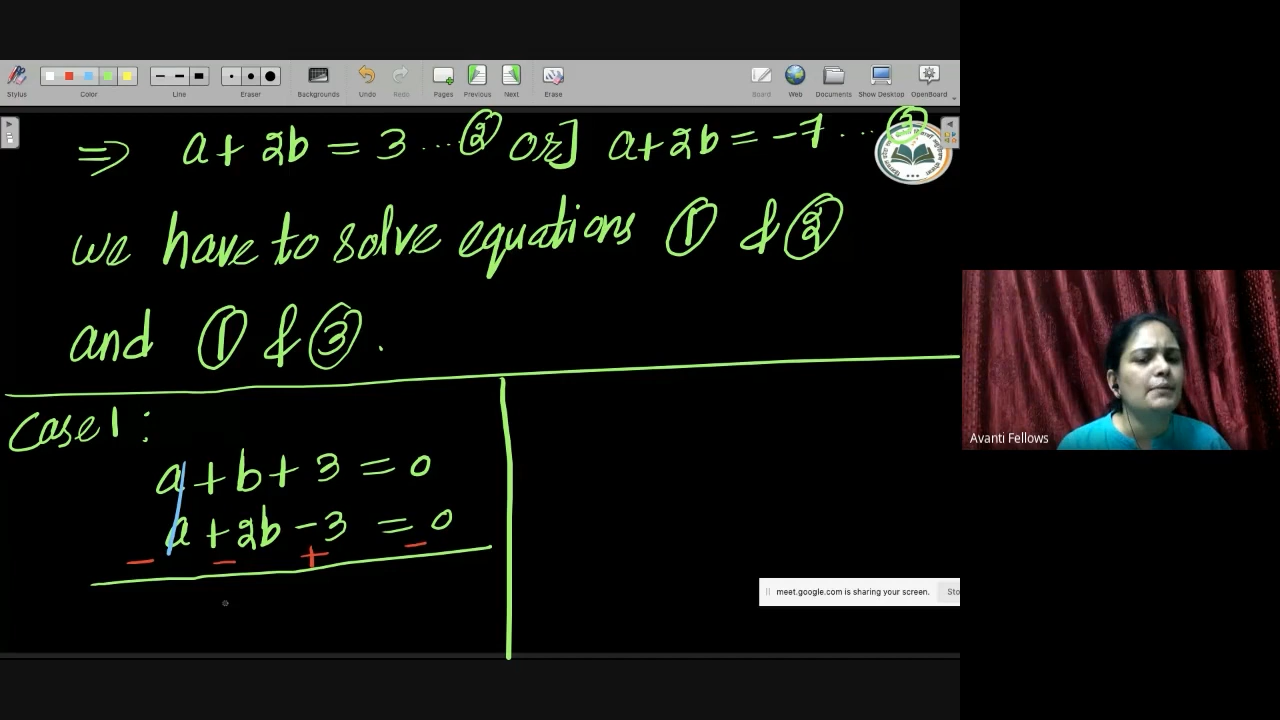 Stylus Color Line Eraser Backgrounds Undo Redo Pages Previous Next Erase Board Web Documents Show Desktop OpenBoard
⇒ a + 2b = 3 ... ② or] a + 2b = -7 ... ③
we have to solve equations ① & ②
and ① & ③.
Case 1:
a + b + 3 = 0
a + 2b - 3 = 0
- - + -
Avanti Fellows
meet.google.com is sharing your screen.